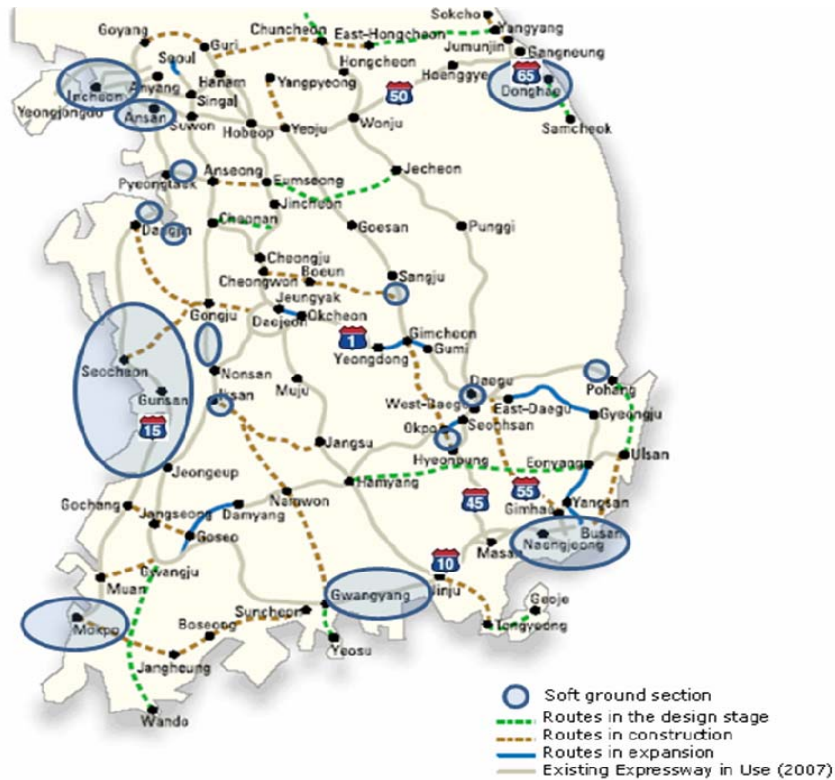 Sokcho
Goyang Guri Chuncheon East-Hongcheon Yangyang
Seoul Hongcheon Jumunjin Gangneung
Incheon Anyang Hanam Yangpyeong Hoenggye 65
Singal 50 Donghae
Yeongjongdo Ansan Suwon Hobeop Yeoju Wonju Samcheok
Pyeongtaek Anseong Eumseong Jecheon
Jincheon
Dangjin Cheonan Goesan Punggi
Cheongju
Cheongwon Boeun Sangju
Gongju Jeungyak
Daejeon Okcheon 1 Gimcheon
Yeongdong Gumi
Seocheon Nonsan Muju Daegu Pohang
Gunsan Iksan West-Daegu East-Daegu
15 Okpo Seonhsan Gyeongju
Jangsu Hyeonpung
Jeongeup Hamyang Eonyang Ulsan
Gochang Namwon 45 55 Yangsan
Jangseong Damyang Gimhae
Goseo Busan
Masan Naengjeong
Gwangju 10
Muan Gwangyang Jinju
Mokpo Suncheon Geoje
Boseong Tongyeong
Jangheung Yeosu
Wando
Soft ground section
Routes in the design stage
Routes in construction
Routes in expansion
Existing Expressway in Use (2007)